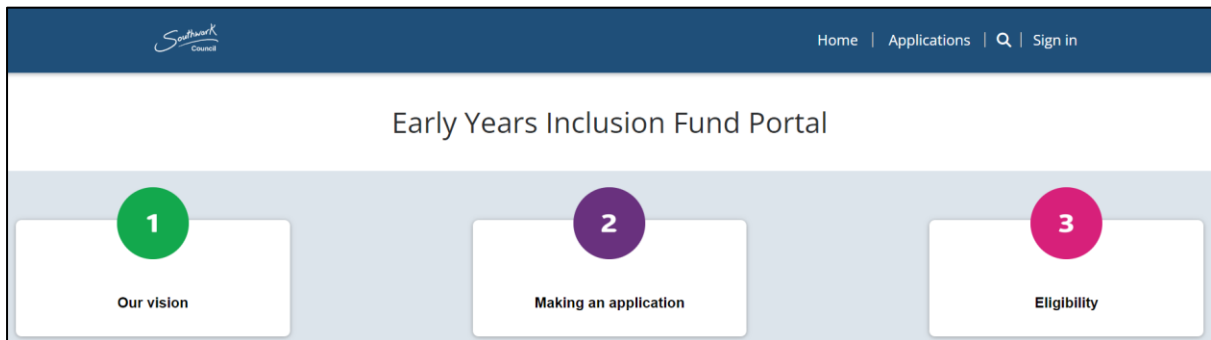 Southwark
Council
Home | Applications | | Sign in
Early Years Inclusion Fund Portal
1
2
3
Our vision
Making an application
Eligibility